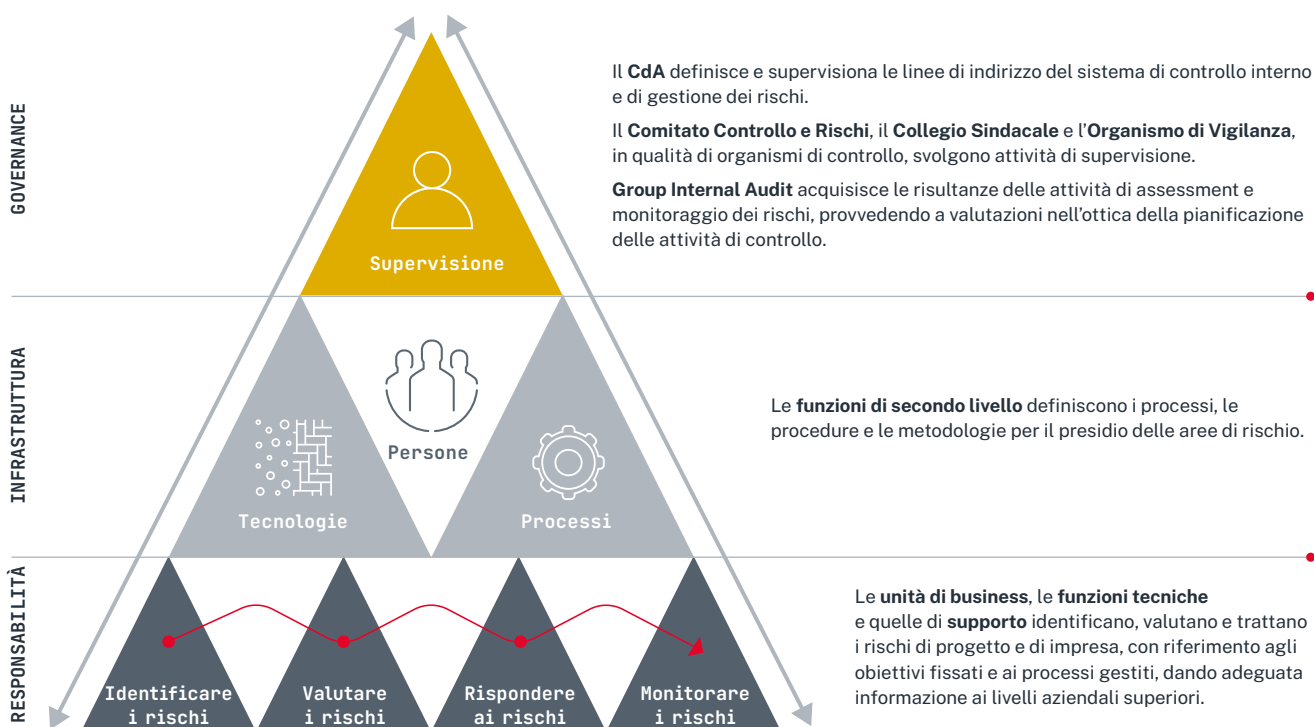 GOVERNANCE
Il CdA definisce e supervisiona le linee di indirizzo del sistema di controllo interno
e di gestione dei rischi.
Il Comitato Controllo e Rischi, il Collegio Sindacale e l'Organismo di Vigilanza,
in qualità di organismi di controllo, svolgono attività di supervisione.
Group Internal Audit acquisisce le risultanze delle attività di assessment e
monitoraggio dei rischi, provvedendo a valutazioni nell'ottica della pianificazione
delle attività di controllo.
Supervisione
INFRASTRUTTURA
Persone
Tecnologie
Processi
Le funzioni di secondo livello definiscono i processi, le
procedure e le metodologie per il presidio delle aree di rischio.
RESPONSABILITÀ
Identificare
i rischi
Valutare
i rischi
Rispondere
ai rischi
Monitorare
i rischi
Le unità di business, le funzioni tecniche
e quelle di supporto identificano, valutano e trattano
i rischi di progetto e di impresa, con riferimento agli
obiettivi fissati e ai processi gestiti, dando adeguata
informazione ai livelli aziendali superiori.